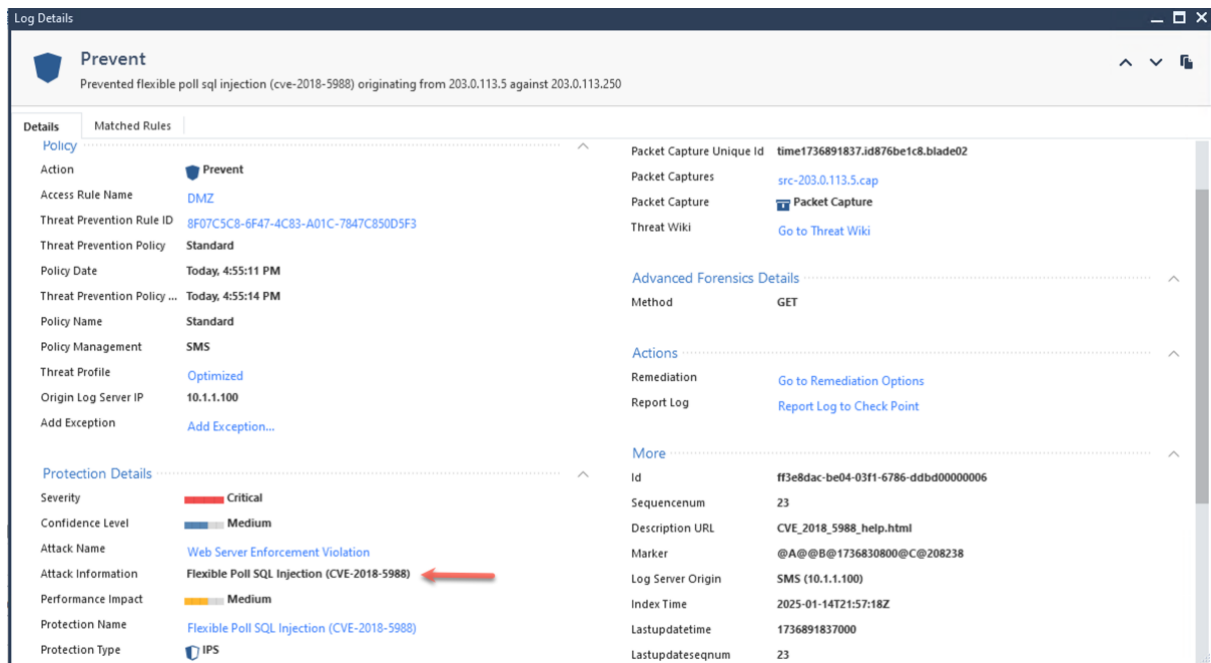 Log Details
Prevent
Prevented flexible poll sql injection (cve-2018-5988) originating from 203.0.113.5 against 203.0.113.250
Details Matched Rules
Policy
Action Prevent
Access Rule Name DMZ
Threat Prevention Rule ID 8F07C5C8-6F47-4C83-A01C-7847C850D5F3
Threat Prevention Policy Standard
Policy Date Today, 4:55:11 PM
Threat Prevention Policy ... Today, 4:55:14 PM
Policy Name Standard
Policy Management SMS
Threat Profile Optimized
Origin Log Server IP 10.1.1.100
Add Exception Add Exception...
Protection Details
Severity Critical
Confidence Level Medium
Attack Name Web Server Enforcement Violation
Attack Information Flexible Poll SQL Injection (CVE-2018-5988)
Performance Impact Medium
Protection Name Flexible Poll SQL Injection (CVE-2018-5988)
Protection Type IPS
Packet Capture Unique Id time1736891837.id876be1c8.blade02
Packet Captures src-203.0.113.5.cap
Packet Capture Packet Capture
Threat Wiki Go to Threat Wiki
Advanced Forensics Details
Method GET
Actions
Remediation Go to Remediation Options
Report Log Report Log to Check Point
More
Id ff3e8dac-be04-03f1-6786-ddbd00000006
Sequencenum 23
Description URL CVE_2018_5988_help.html
Marker @A@@B@1736830800@C@208238
Log Server Origin SMS (10.1.1.100)
Index Time 2025-01-14T21:57:18Z
Lastupdatetime 1736891837000
Lastupdateseqnum 23